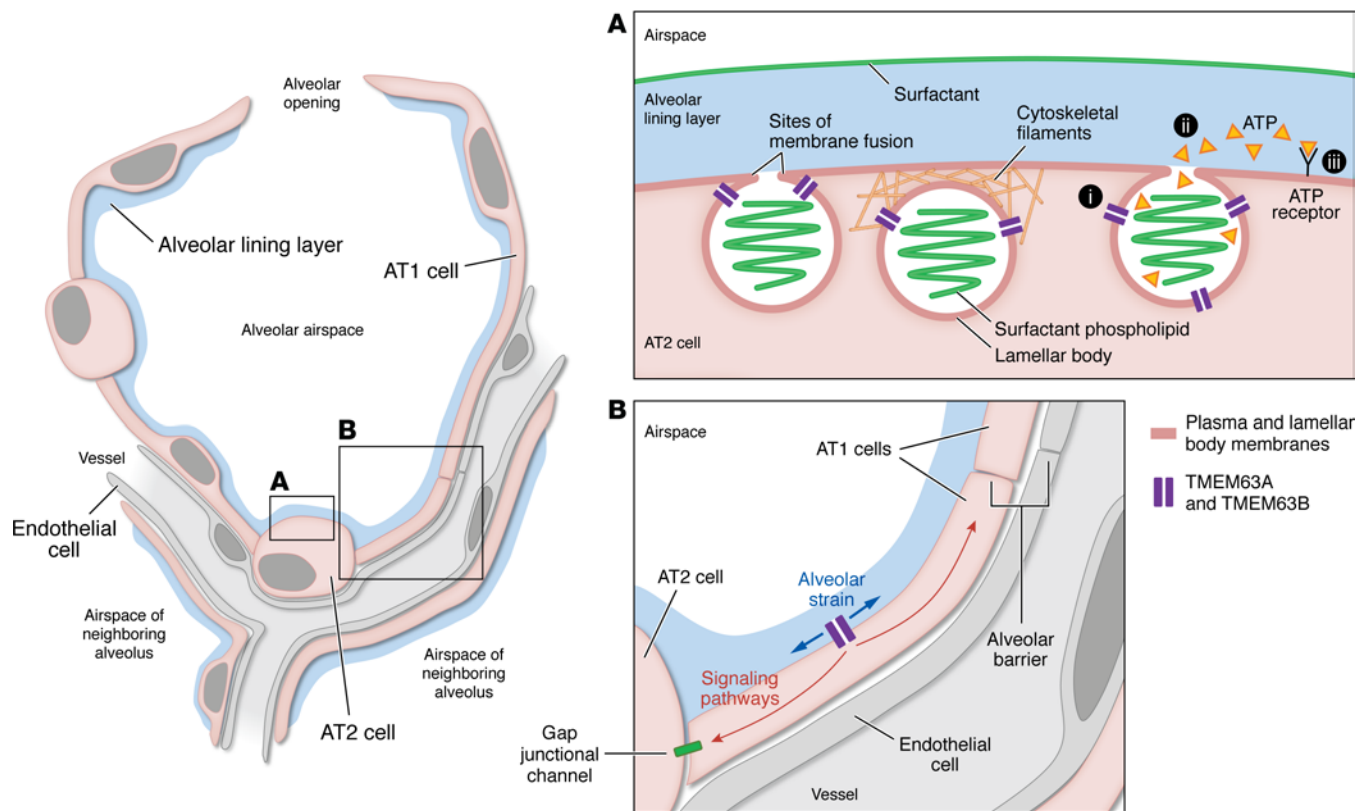 Alveolar
opening
Alveolar lining layer
AT1 cell
Alveolar airspace
Vessel
Endothelial
cell
A
B
Airspace of
neighboring
alveolus
Airspace of
neighboring
alveolus
AT2 cell
A
Airspace
Surfactant
Alveolar
lining layer
Sites of
membrane fusion
Cytoskeletal
filaments
ii
ATP
iii
i
ATP
receptor
Surfactant phospholipid
Lamellar body
AT2 cell
B
Airspace
AT1 cells
AT2 cell
Alveolar
strain
Alveolar
barrier
Signaling
pathways
Gap
junctional
channel
Endothelial
cell
Vessel
Plasma and lamellar
body membranes
TMEM63A
and TMEM63B